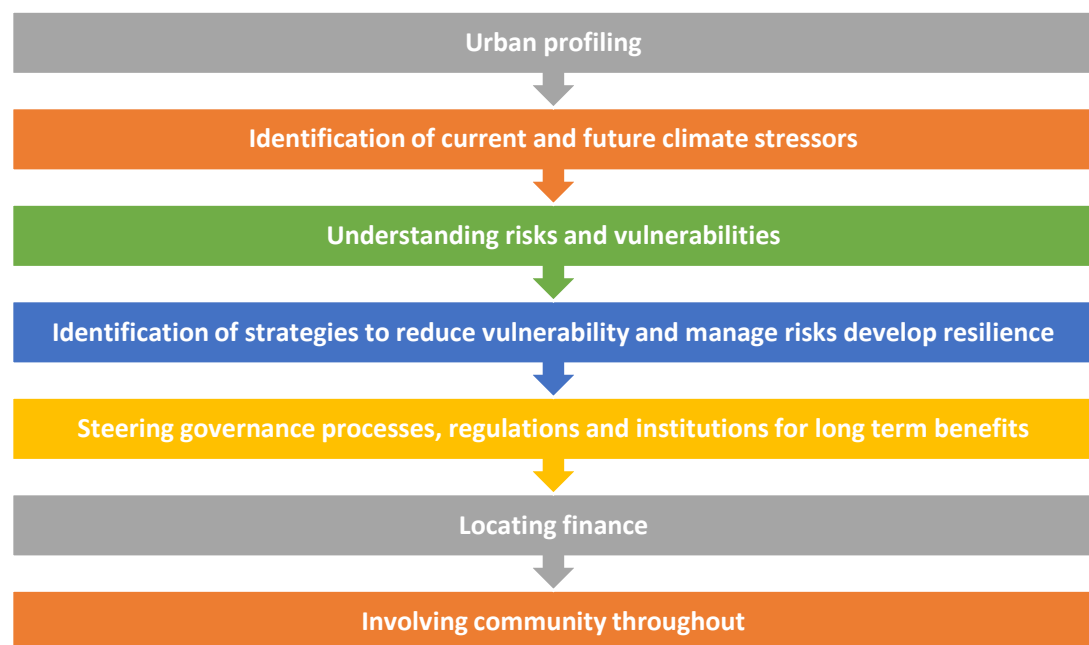 Urban profiling
Identification of current and future climate stressors
Understanding risks and vulnerabilities
Identification of strategies to reduce vulnerability and manage risks develop resilience
Steering governance processes, regulations and institutions for long term benefits
Locating finance
Involving community throughout